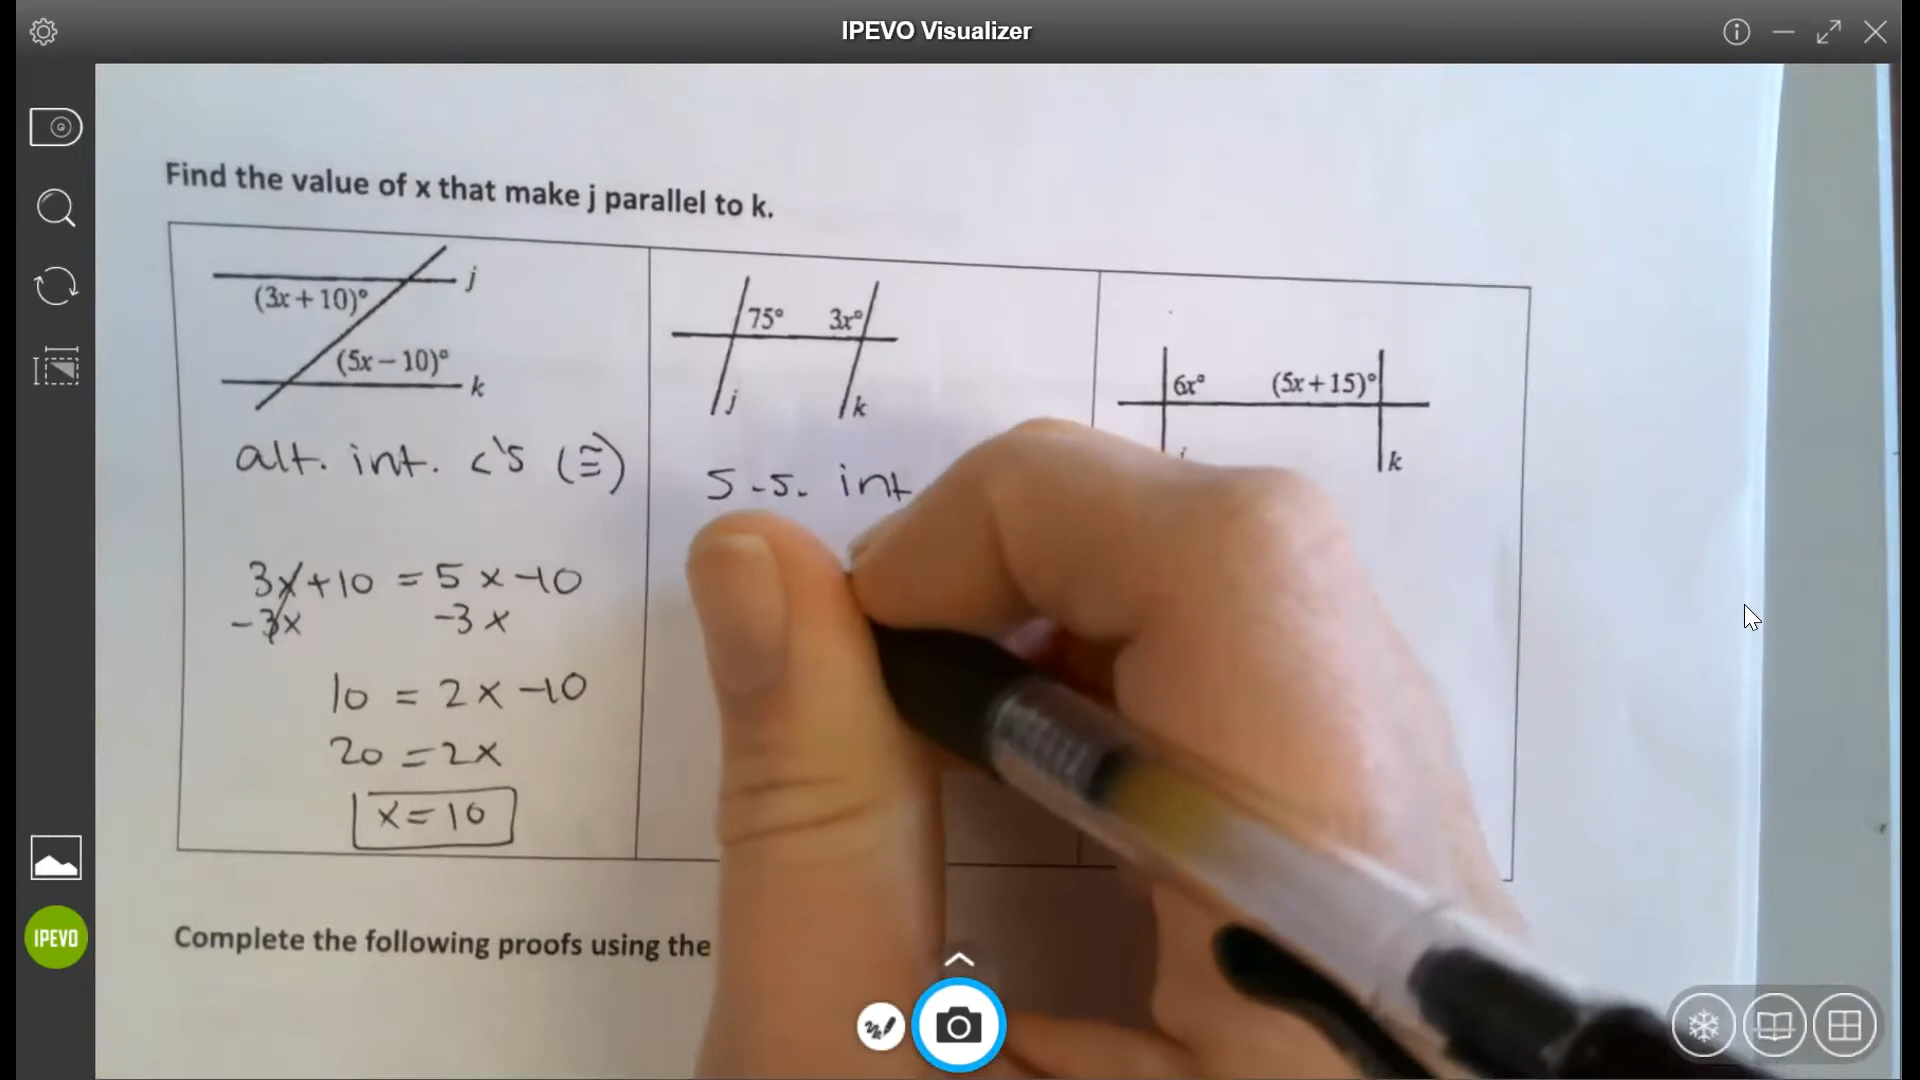 IPEVO Visualizer
Find the value of x that make j parallel to k.
j
(3x + 10)°
(5x – 10)°
k
alt. int. <'s (≅)
3x+10 = 5x-10
-3x -3x
10 = 2x-10
20 = 2x
x=10
75° 3x°
j k
s.-s. int
6x° (5x+15)°
k
Complete the following proofs using the
IPEVO